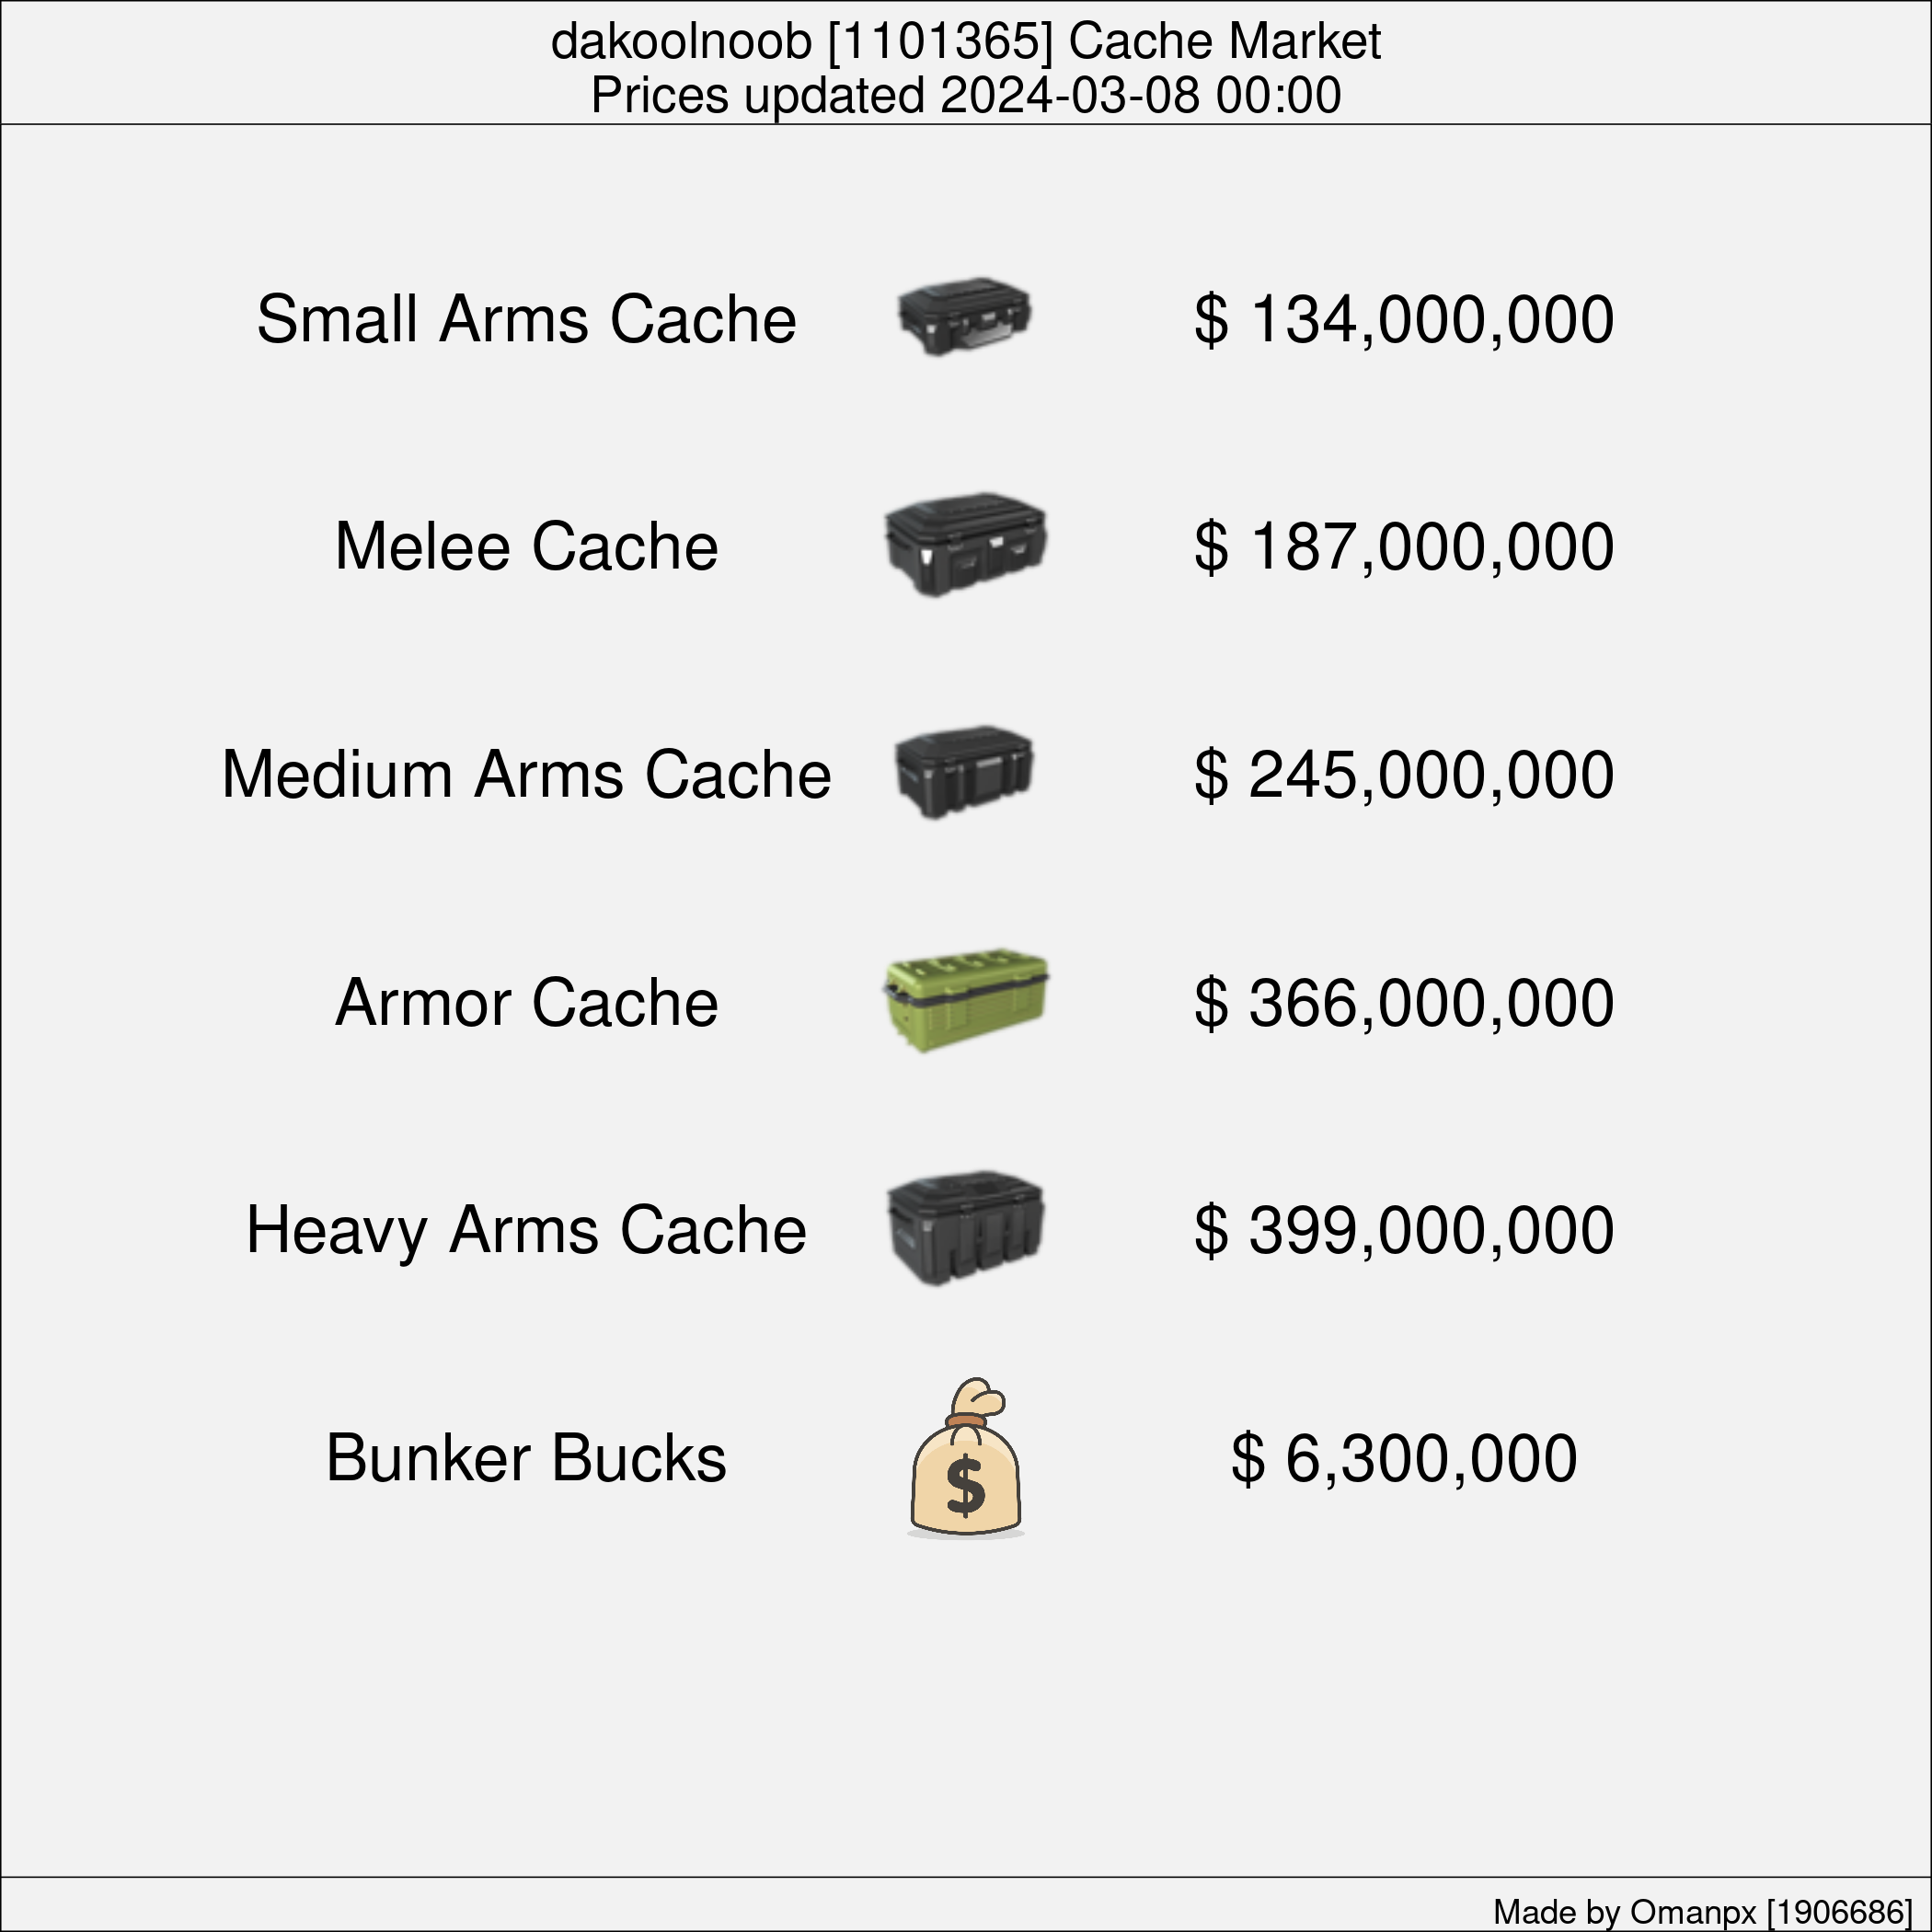 dakoolnoob [1101365] Cache Market
Prices updated 2024-03-08 00:00
Small Arms Cache $ 134,000,000
Melee Cache $ 187,000,000
Medium Arms Cache $ 245,000,000
Armor Cache $ 366,000,000
Heavy Arms Cache $ 399,000,000
Bunker Bucks $ $ 6,300,000
Made by Omanpx [1906686]